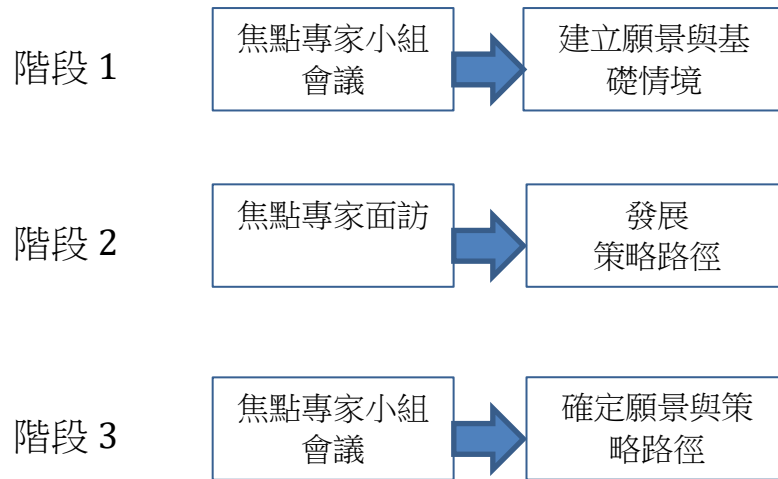 階段 1
焦點專家小組
會議
建立願景與基
礎情境
階段 2
焦點專家面訪
發展
策略路徑
階段 3
焦點專家小組
會議
確定願景與策
略路徑